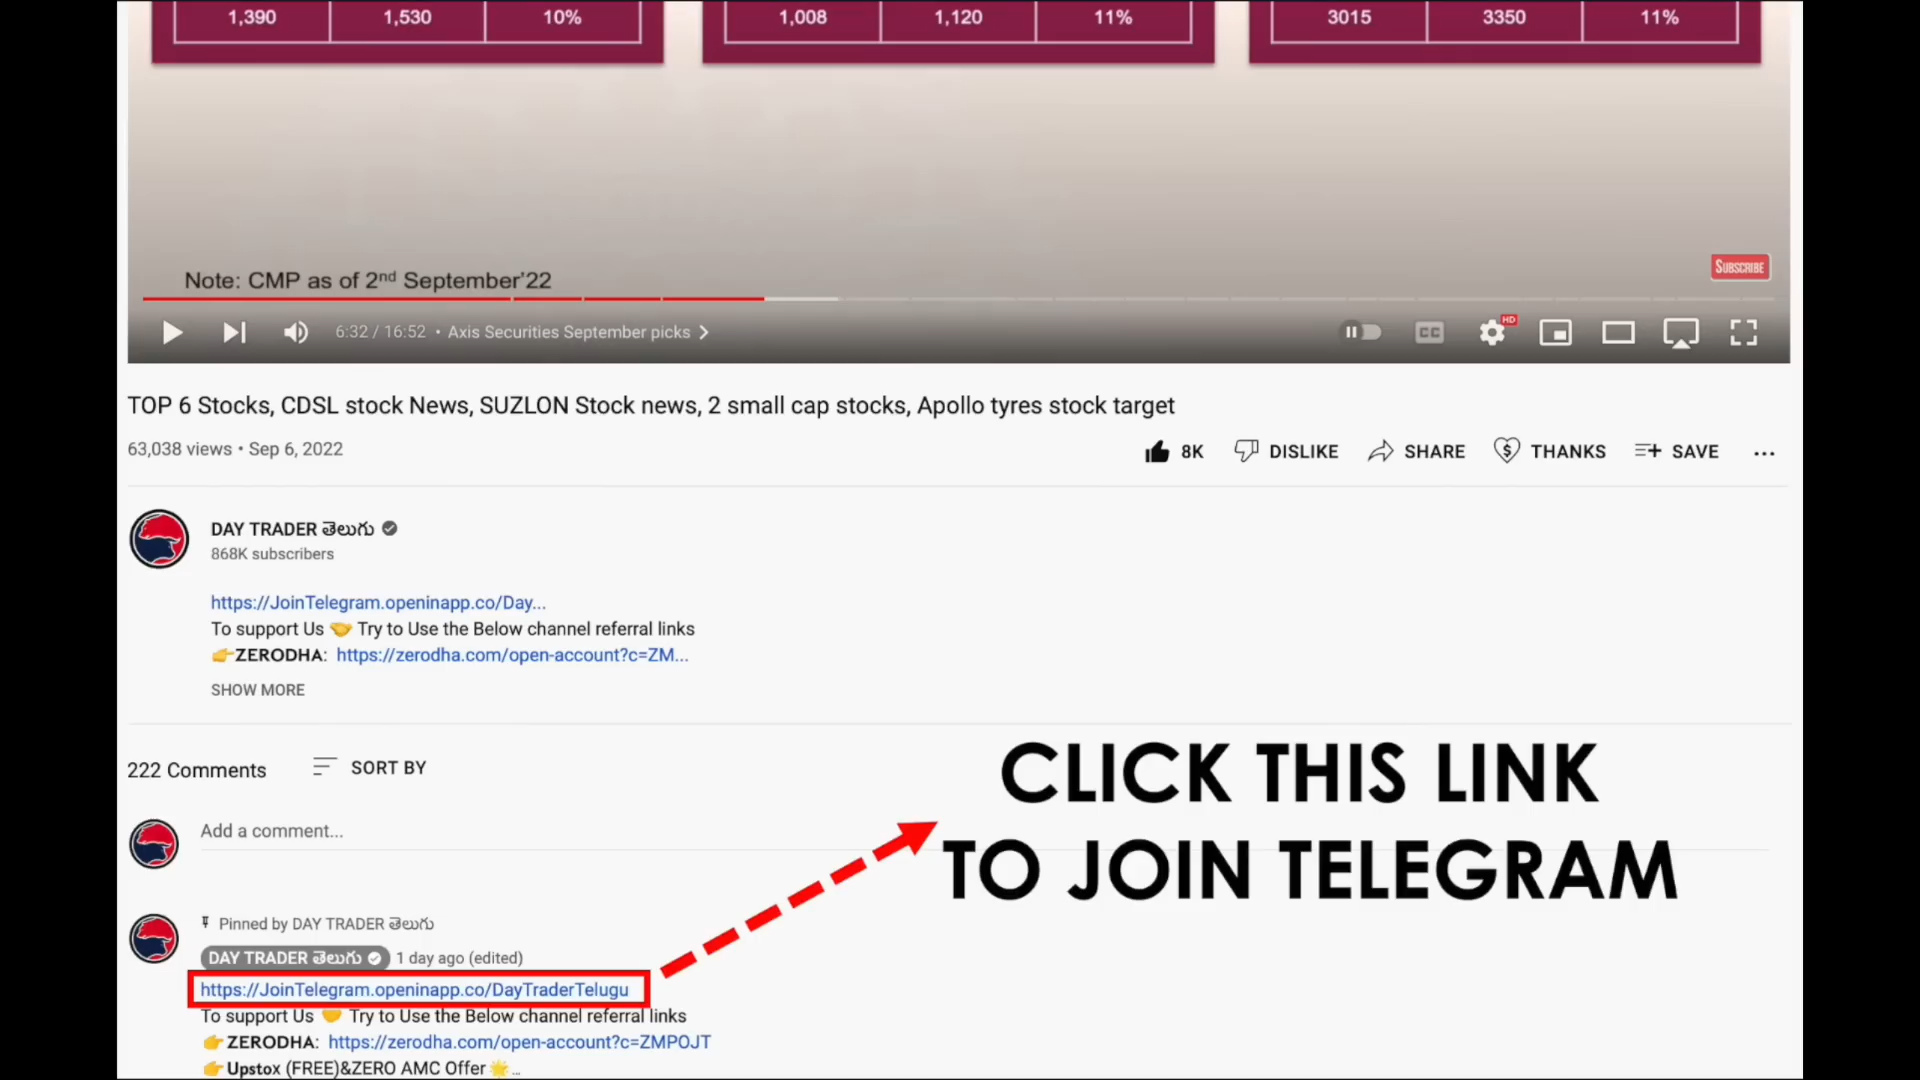 1,390 1,530 10% 1,008 1,120 11% 3015 3350 11%
Note: CMP as of 2nd September'22
SUBSCRIBE
6:32 / 16:52 • Axis Securities September picks
CC HD
TOP 6 Stocks, CDSL stock News, SUZLON Stock news, 2 small cap stocks, Apollo tyres stock target
63,038 views • Sep 6, 2022
8K DISLIKE SHARE THANKS SAVE ...
DAY TRADER తెలుగు
868K subscribers
https://JoinTelegram.openinapp.co/Day...
To support Us 🤝 Try to Use the Below channel referral links
👉ZERODHA: https://zerodha.com/open-account?c=ZM...
SHOW MORE
222 Comments SORT BY
CLICK THIS LINK
TO JOIN TELEGRAM
Add a comment...
Pinned by DAY TRADER తెలుగు
DAY TRADER తెలుగు 1 day ago (edited)
https://JoinTelegram.openinapp.co/DayTraderTelugu
To support Us 🤝 Try to Use the Below channel referral links
👉ZERODHA: https://zerodha.com/open-account?c=ZMPOJT
👉Upstox (FREE)&ZERO AMC Offer 🌟...